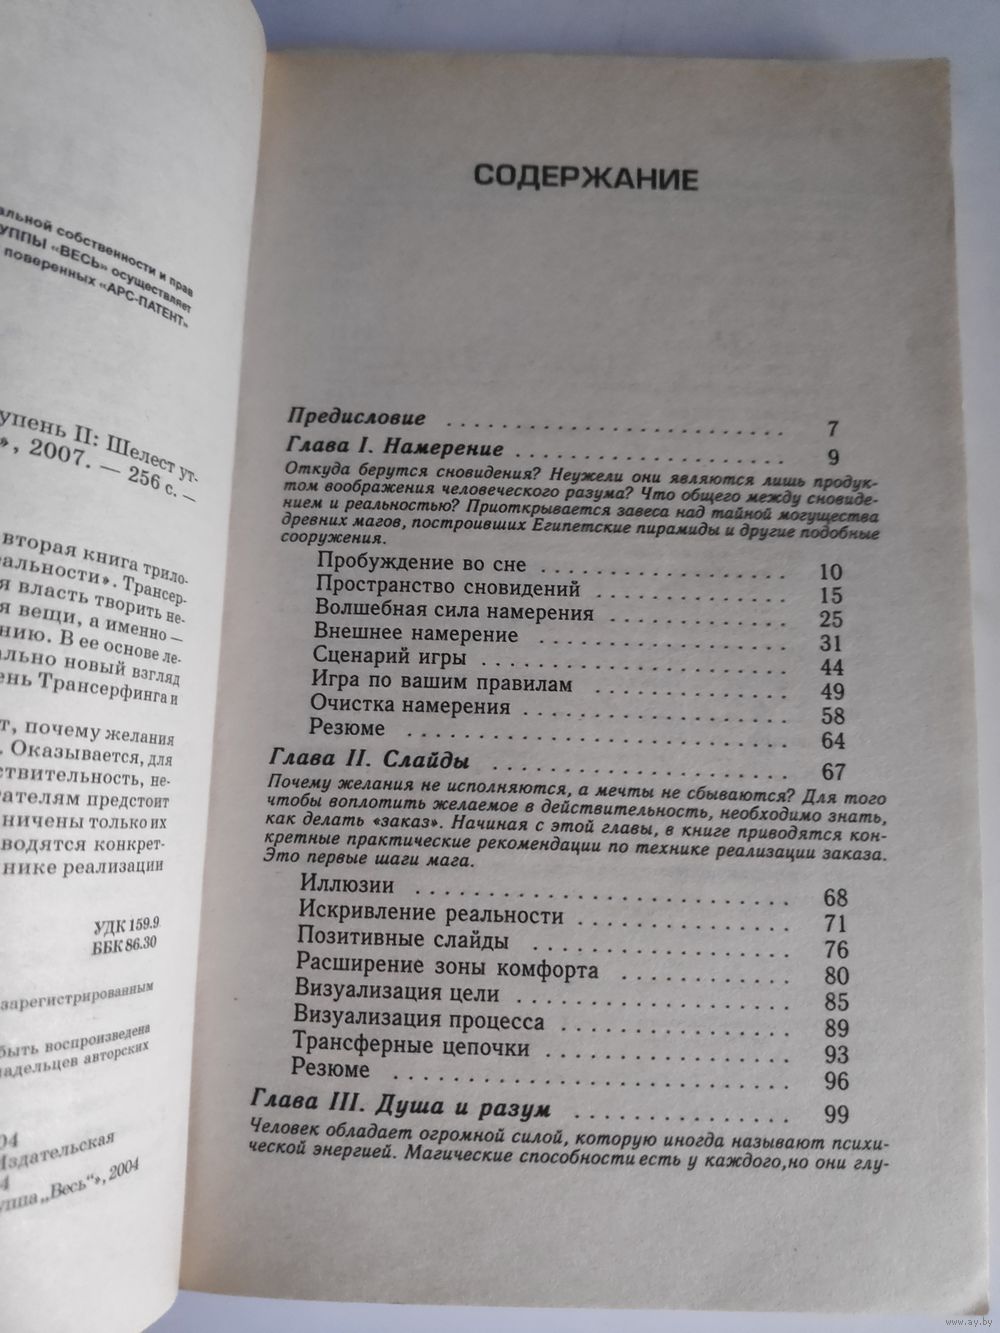 альной собственности и прав
УППЫ «ВЕСЬ» осуществляет
поверенных «АРС-ПАТЕНТ»
упень II: Шелест ут-
», 2007. — 256 с. —
вторая книга трило-
альности». Трансер-
я власть творить не-
я вещи, а именно —
нию. В ее основе ле-
ально новый взгляд
ень Трансерфинга и
т, почему желания
. Оказывается, для
ствительность, не-
ателям предстоит
ничены только их
водятся конкрет-
нике реализации
УДК 159.9
ББК 86.30
зарегистрированным
быть воспроизведена
ладельцев авторских
04
Издательская
4
уппа „Весь“», 2004
СОДЕРЖАНИЕ
Предисловие . . . . . . . . . . . . . . . . . . . . . . . . 7
Глава I. Намерение . . . . . . . . . . . . . . . . . . . 9
Откуда берутся сновидения? Неужели они являются лишь продук-
том воображения человеческого разума? Что общего между сновиде-
нием и реальностью? Приоткрывается завеса над тайной могущества
древних магов, построивших Египетские пирамиды и другие подобные
сооружения.
Пробуждение во сне . . . . . . . . . . . . . . . . 10
Пространство сновидений . . . . . . . . . . . . . 15
Волшебная сила намерения . . . . . . . . . . . . 25
Внешнее намерение . . . . . . . . . . . . . . . . . 31
Сценарий игры . . . . . . . . . . . . . . . . . . . . 44
Игра по вашим правилам . . . . . . . . . . . . . 49
Очистка намерения . . . . . . . . . . . . . . . . . 58
Резюме . . . . . . . . . . . . . . . . . . . . . . . . 64
Глава II. Слайды . . . . . . . . . . . . . . . . . . . . 67
Почему желания не исполняются, а мечты не сбываются? Для того
чтобы воплотить желаемое в действительность, необходимо знать,
как делать «заказ». Начиная с этой главы, в книге приводятся кон-
кретные практические рекомендации по технике реализации заказа.
Это первые шаги мага.
Иллюзии . . . . . . . . . . . . . . . . . . . . . . . . 68
Искривление реальности . . . . . . . . . . . . . . 71
Позитивные слайды . . . . . . . . . . . . . . . . . 76
Расширение зоны комфорта . . . . . . . . . . . . 80
Визуализация цели . . . . . . . . . . . . . . . . . . 85
Визуализация процесса . . . . . . . . . . . . . . . 89
Трансферные цепочки . . . . . . . . . . . . . . . . 93
Резюме . . . . . . . . . . . . . . . . . . . . . . . . . 96
Глава III. Душа и разум . . . . . . . . . . . . . . . 99
Человек обладает огромной силой, которую иногда называют психи-
ческой энергией. Магические способности есть у каждого, но они глу-
www.ay.by